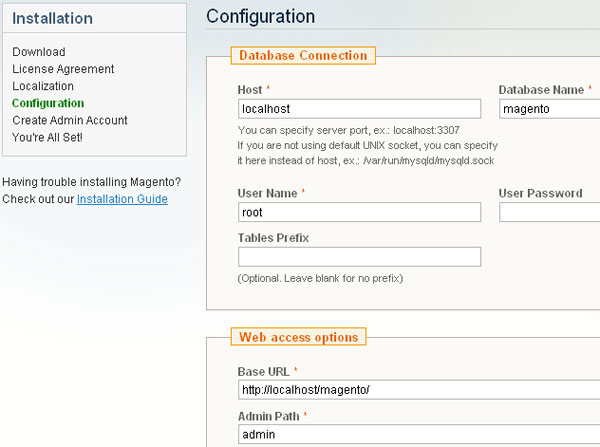 Installation
Download
License Agreement
Localization
Configuration
Create Admin Account
You're All Set!
Having trouble installing Magento?
Check out our Installation Guide
Configuration
Database Connection
Host * Database Name *
localhost magento
You can specify server port, ex.: localhost:3307
If you are not using default UNIX socket, you can specify
it here instead of host, ex.: /var/run/mysqld/mysqld.sock
User Name * User Password
root
Tables Prefix
(Optional. Leave blank for no prefix)
Web access options
Base URL *
http://localhost/magento/
Admin Path *
admin